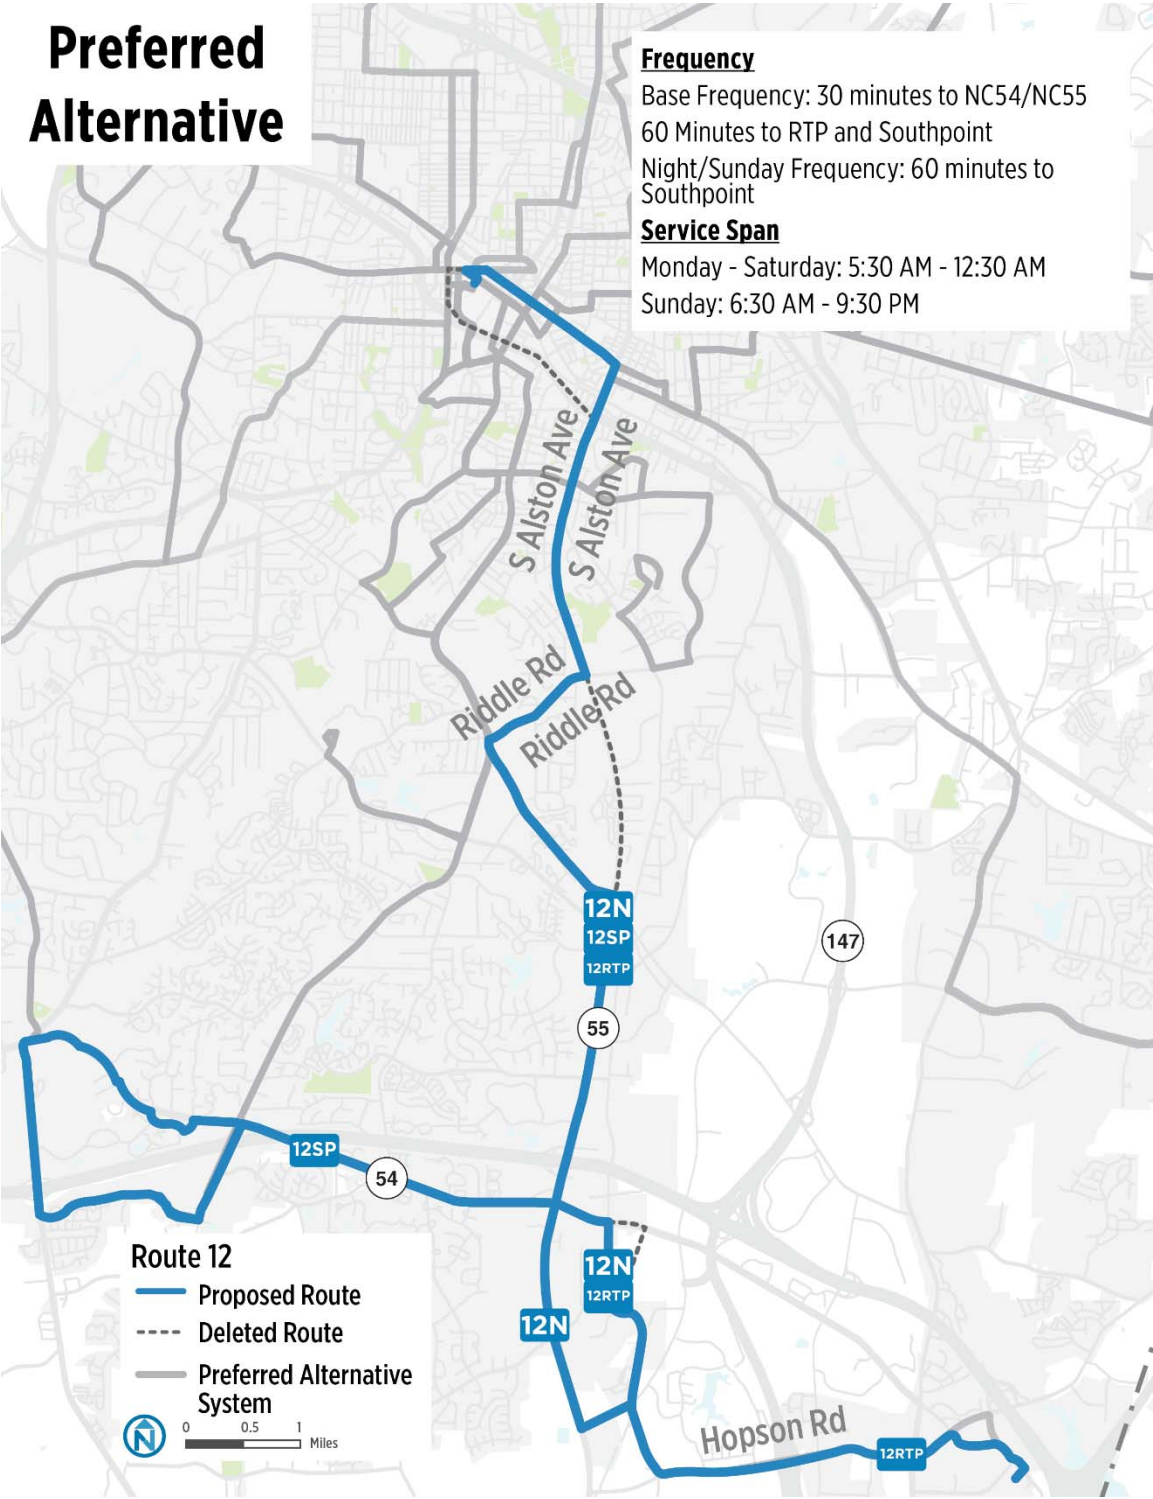 Preferred
Alternative
Frequency
Base Frequency: 30 minutes to NC54/NC55
60 Minutes to RTP and Southpoint
Night/Sunday Frequency: 60 minutes to
Southpoint
Service Span
Monday - Saturday: 5:30 AM - 12:30 AM
Sunday: 6:30 AM - 9:30 PM
S Alston Ave
S Alston Ave
Riddle Rd
Riddle Rd
12N
12SP
12RTP
147
55
12SP
54
12N
12RTP
12N
Hopson Rd
12RTP
Route 12
Proposed Route
Deleted Route
Preferred Alternative
System
N
0 0.5 1
Miles